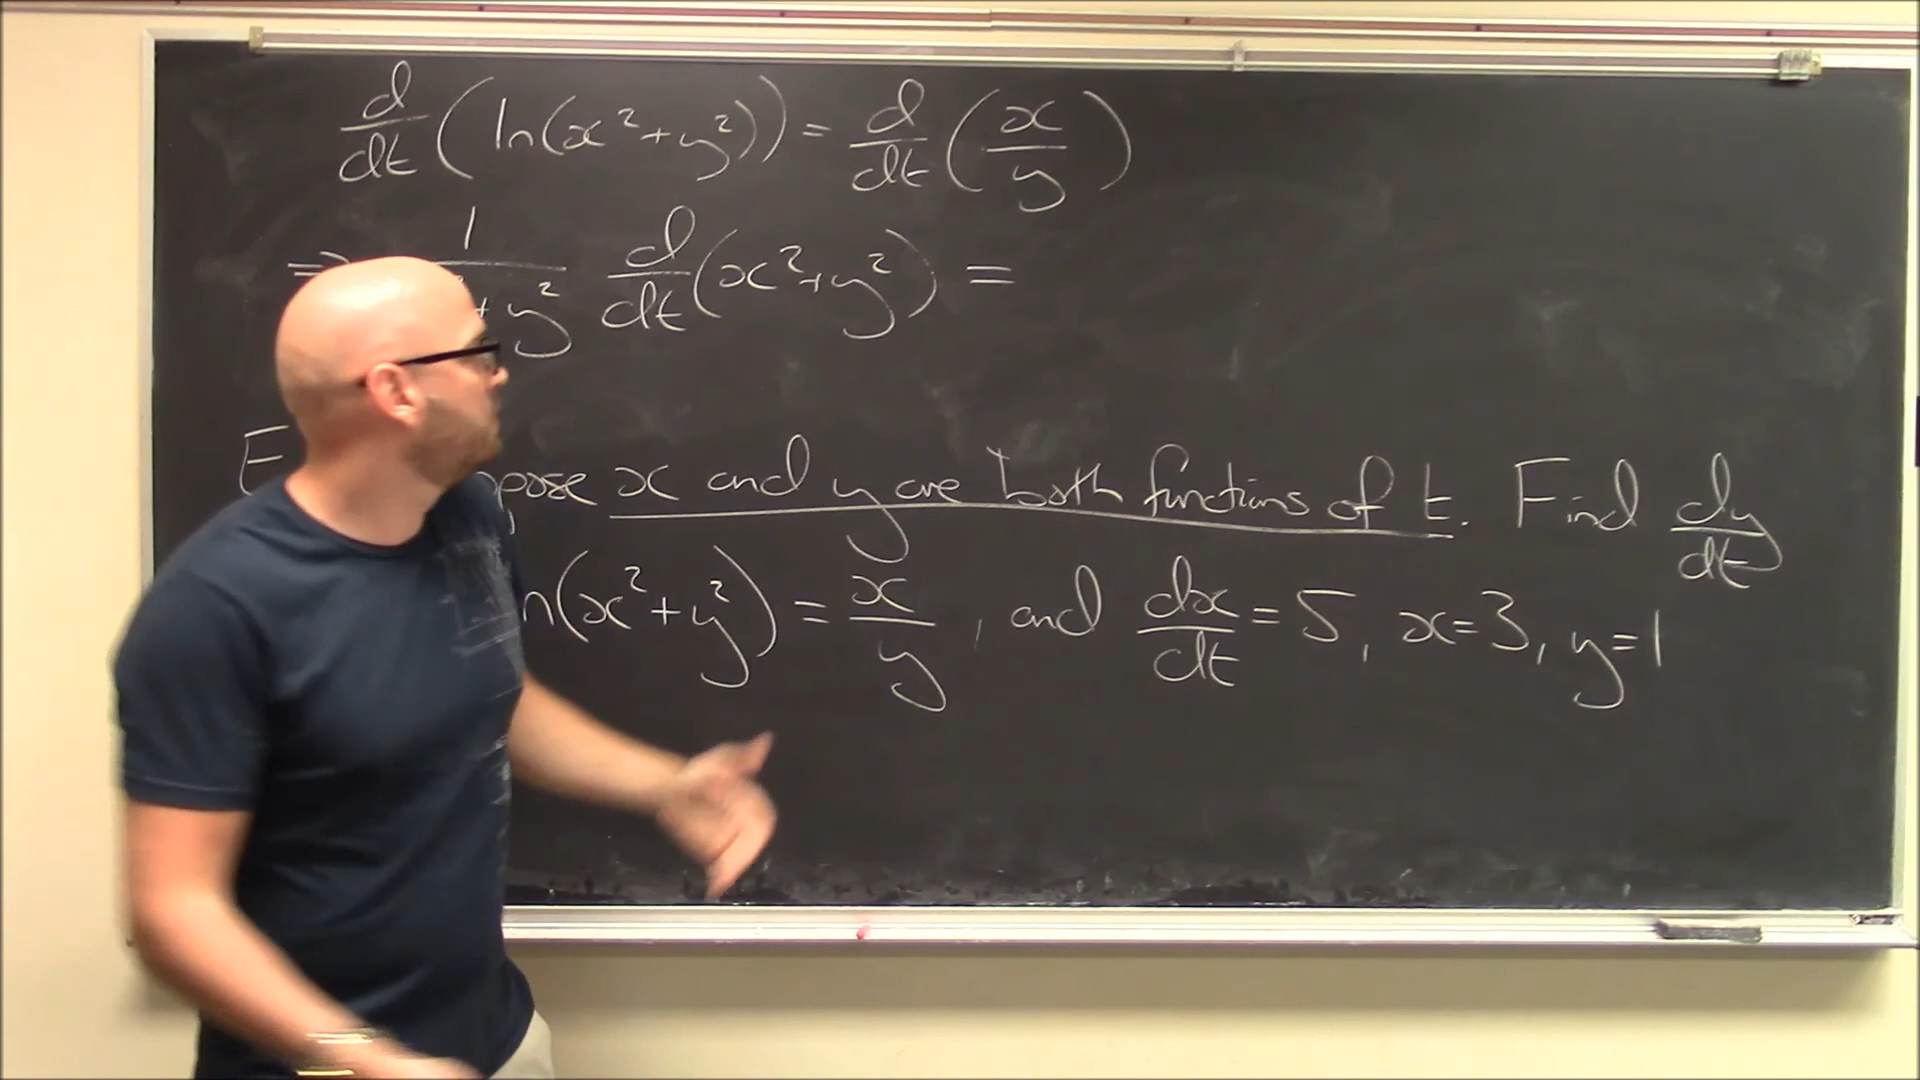 d/dt (ln(x²+y²)) = d/dt (x/y)
⇒ 1/ +y² d/dt (x²+y²) =
x and y are both functions of t. Find dy/dt
n(x²+y²) = x/y, and dx/dt = 5, x=3, y=1